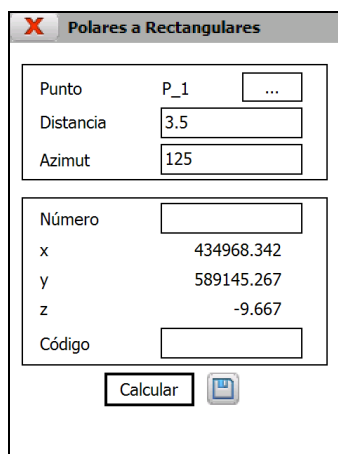 Polares a Rectangulares
Punto P_1 ...
Distancia 3.5
Azimut 125
Número
x 434968.342
y 589145.267
z -9.667
Código
Calcular